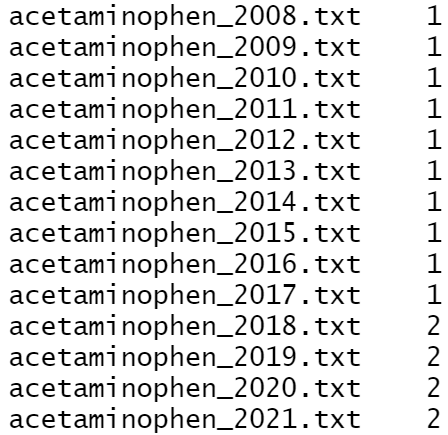 acetaminophen_2008.txt    1
acetaminophen_2009.txt    1
acetaminophen_2010.txt    1
acetaminophen_2011.txt    1
acetaminophen_2012.txt    1
acetaminophen_2013.txt    1
acetaminophen_2014.txt    1
acetaminophen_2015.txt    1
acetaminophen_2016.txt    1
acetaminophen_2017.txt    1
acetaminophen_2018.txt    2
acetaminophen_2019.txt    2
acetaminophen_2020.txt    2
acetaminophen_2021.txt    2